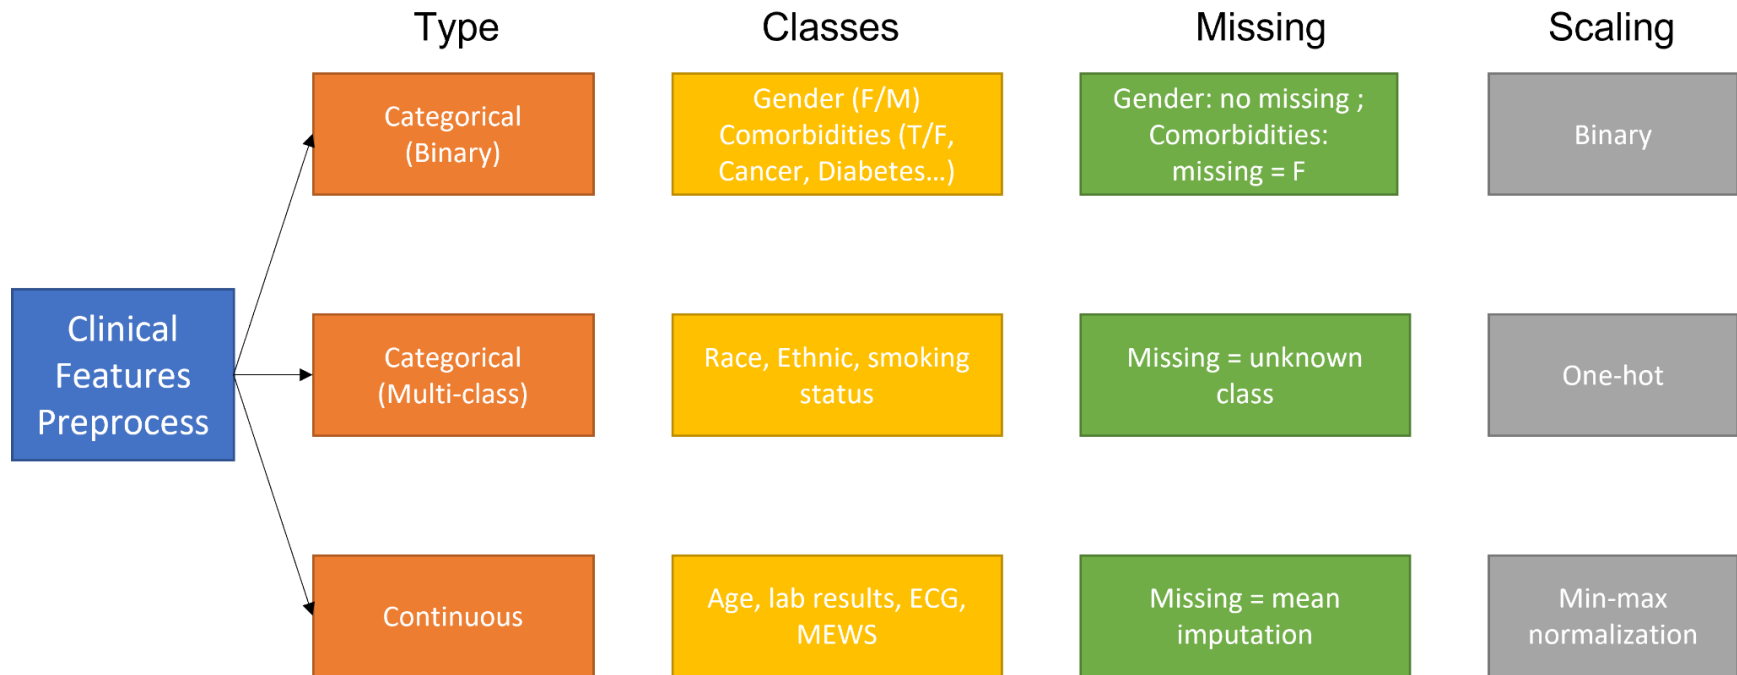 Type
Classes
Missing
Scaling
Categorical
(Binary)
Gender (F/M)
Comorbidities (T/F,
Cancer, Diabetes...)
Gender: no missing ;
Comorbidities:
missing = F
Binary
Clinical
Features
Preprocess
Categorical
(Multi-class)
Race, Ethnic, smoking
status
Missing = unknown
class
One-hot
Continuous
Age, lab results, ECG,
MEWS
Missing = mean
imputation
Min-max
normalization